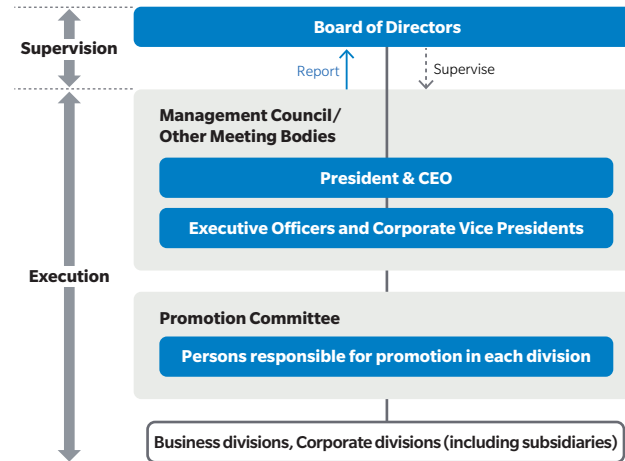 Board of Directors
Supervision
Report
Supervise
Management Council/
Other Meeting Bodies
President & CEO
Executive Officers and Corporate Vice Presidents
Execution
Promotion Committee
Persons responsible for promotion in each division
Business divisions, Corporate divisions (including subsidiaries)